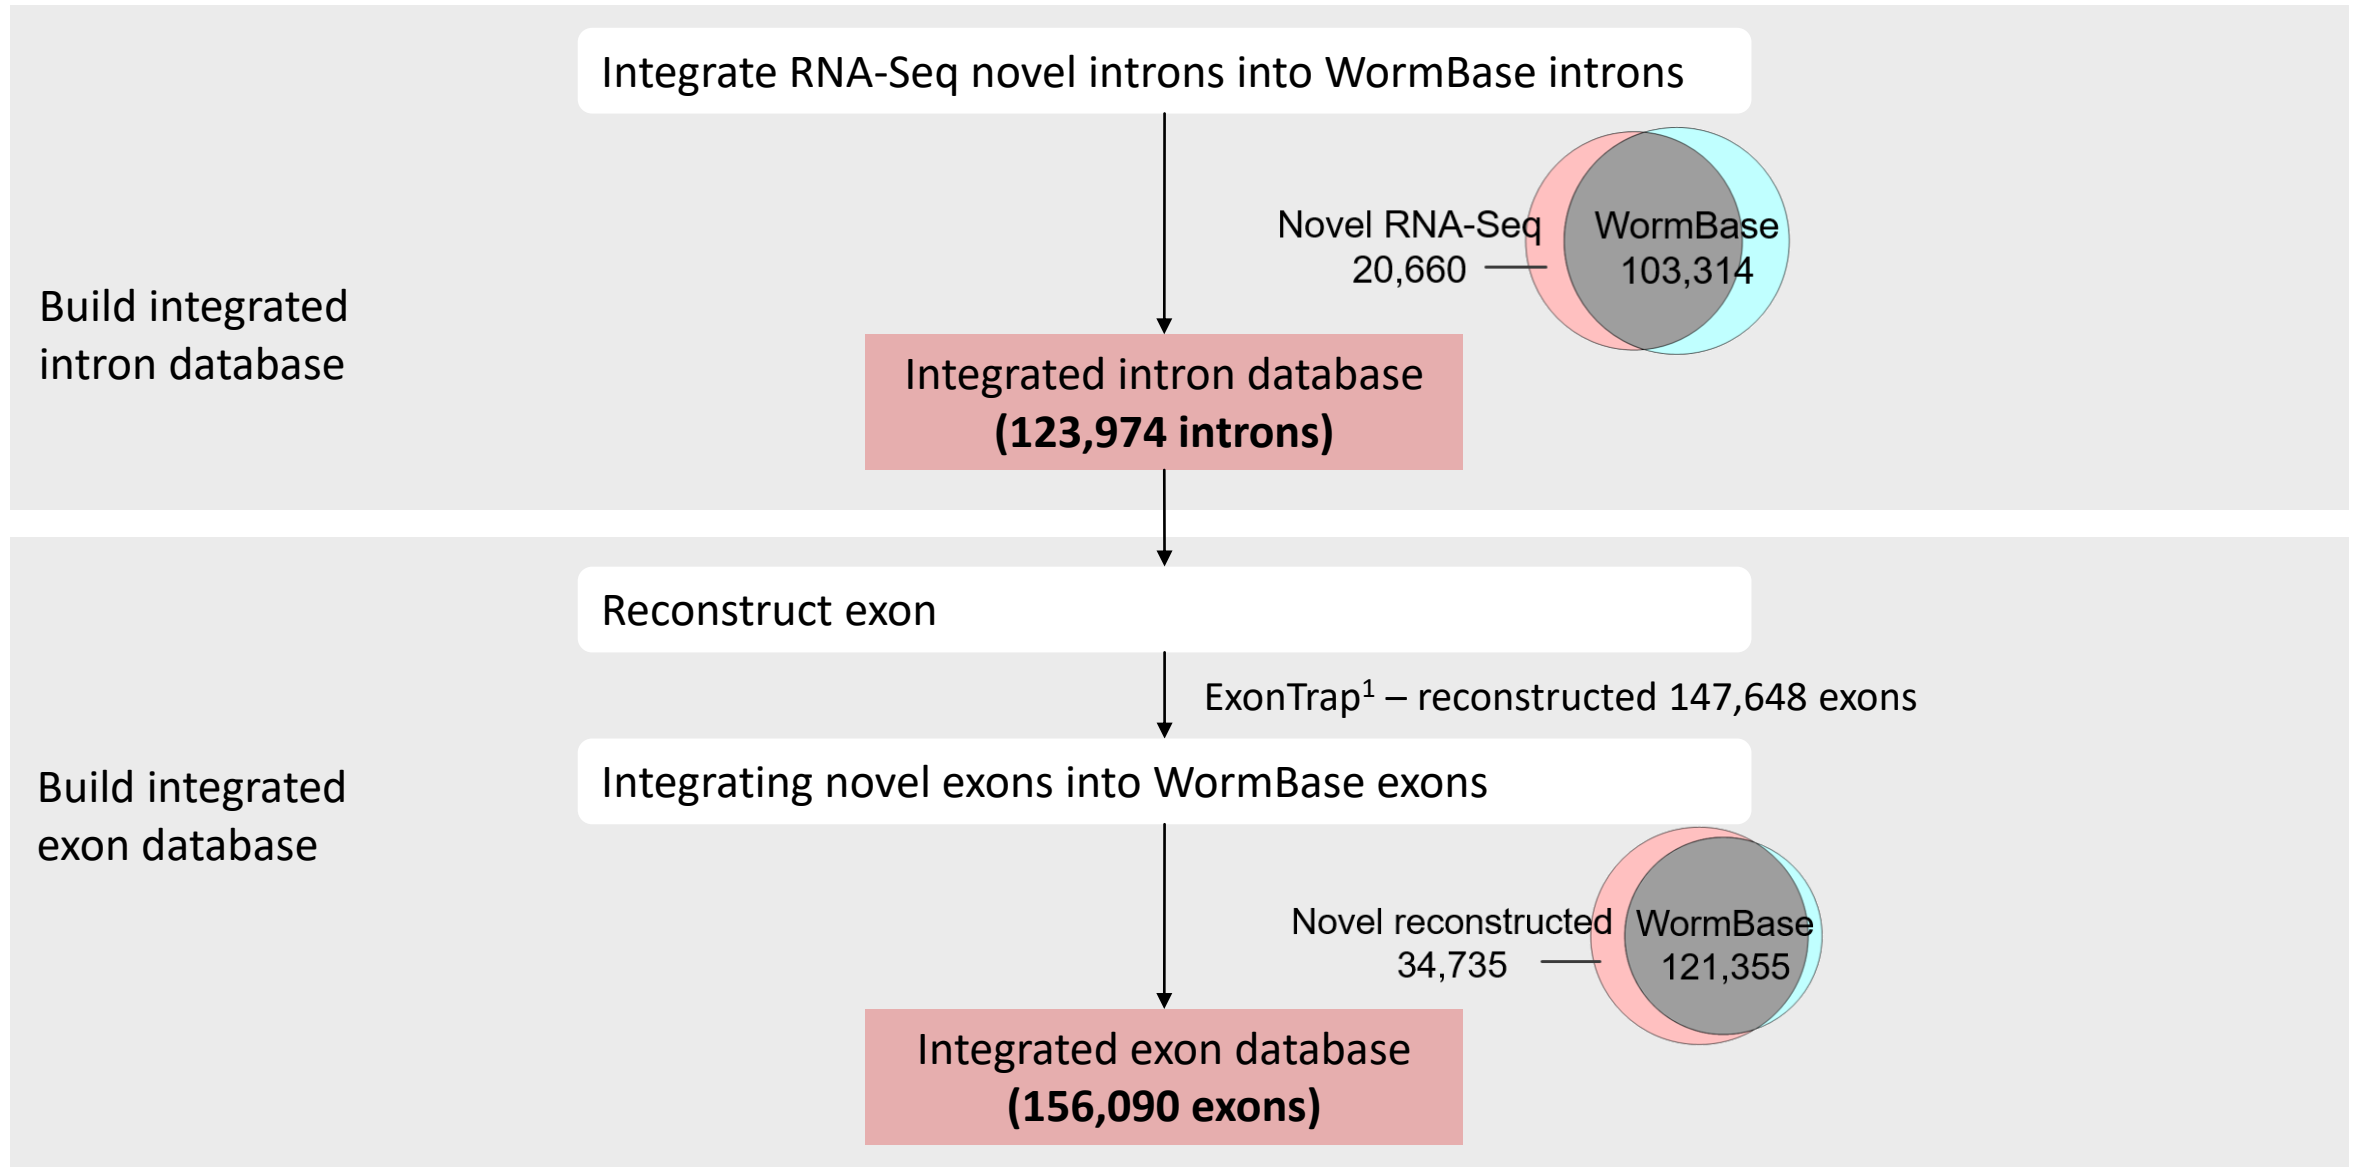 Integrate RNA-Seq novel introns into WormBase introns
Novel RNA-Seq
20,660
WormBase
103,314
Build integrated
intron database
Integrated intron database
(123,974 introns)
Reconstruct exon
ExonTrap¹ – reconstructed 147,648 exons
Integrating novel exons into WormBase exons
Build integrated
exon database
Novel reconstructed
34,735
WormBase
121,355
Integrated exon database
(156,090 exons)